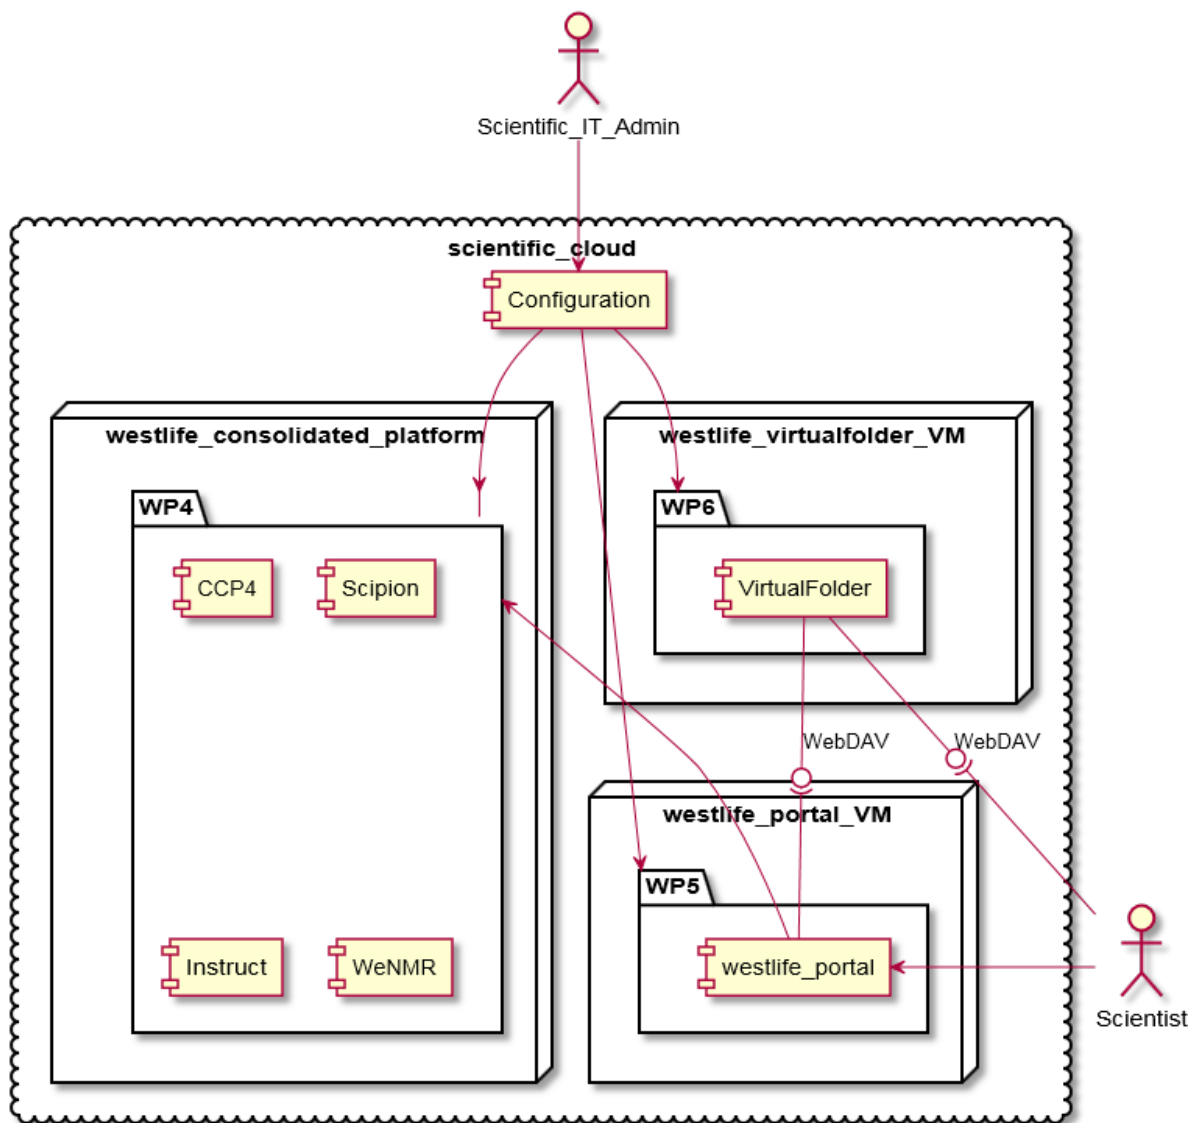 Scientific_IT_Admin
scientific_cloud
Configuration
westlife_consolidated_platform
westlife_virtualfolder_VM
WP4
WP6
CCP4
Scipion
VirtualFolder
WebDAV
WebDAV
westlife_portal_VM
WP5
Instruct
WeNMR
westlife_portal
Scientist